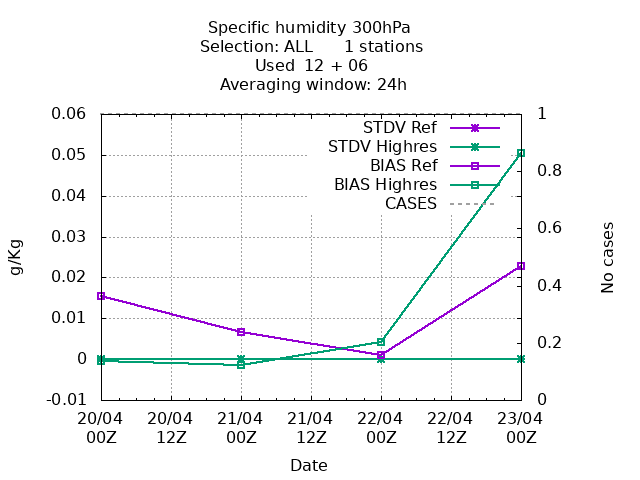 Specific humidity 300hPa
Selection: ALL      1 stations
Used  12 + 06
Averaging window: 24h
0.06
0.05
0.04
0.03
0.02
0.01
0
-0.01
g/Kg
STDV Ref
STDV Highres
BIAS Ref
BIAS Highres
CASES
1
0.8
0.6
0.4
0.2
0
No cases
20/04 20/04 21/04 21/04 22/04 22/04 23/04
00Z 12Z 00Z 12Z 00Z 12Z 00Z
Date